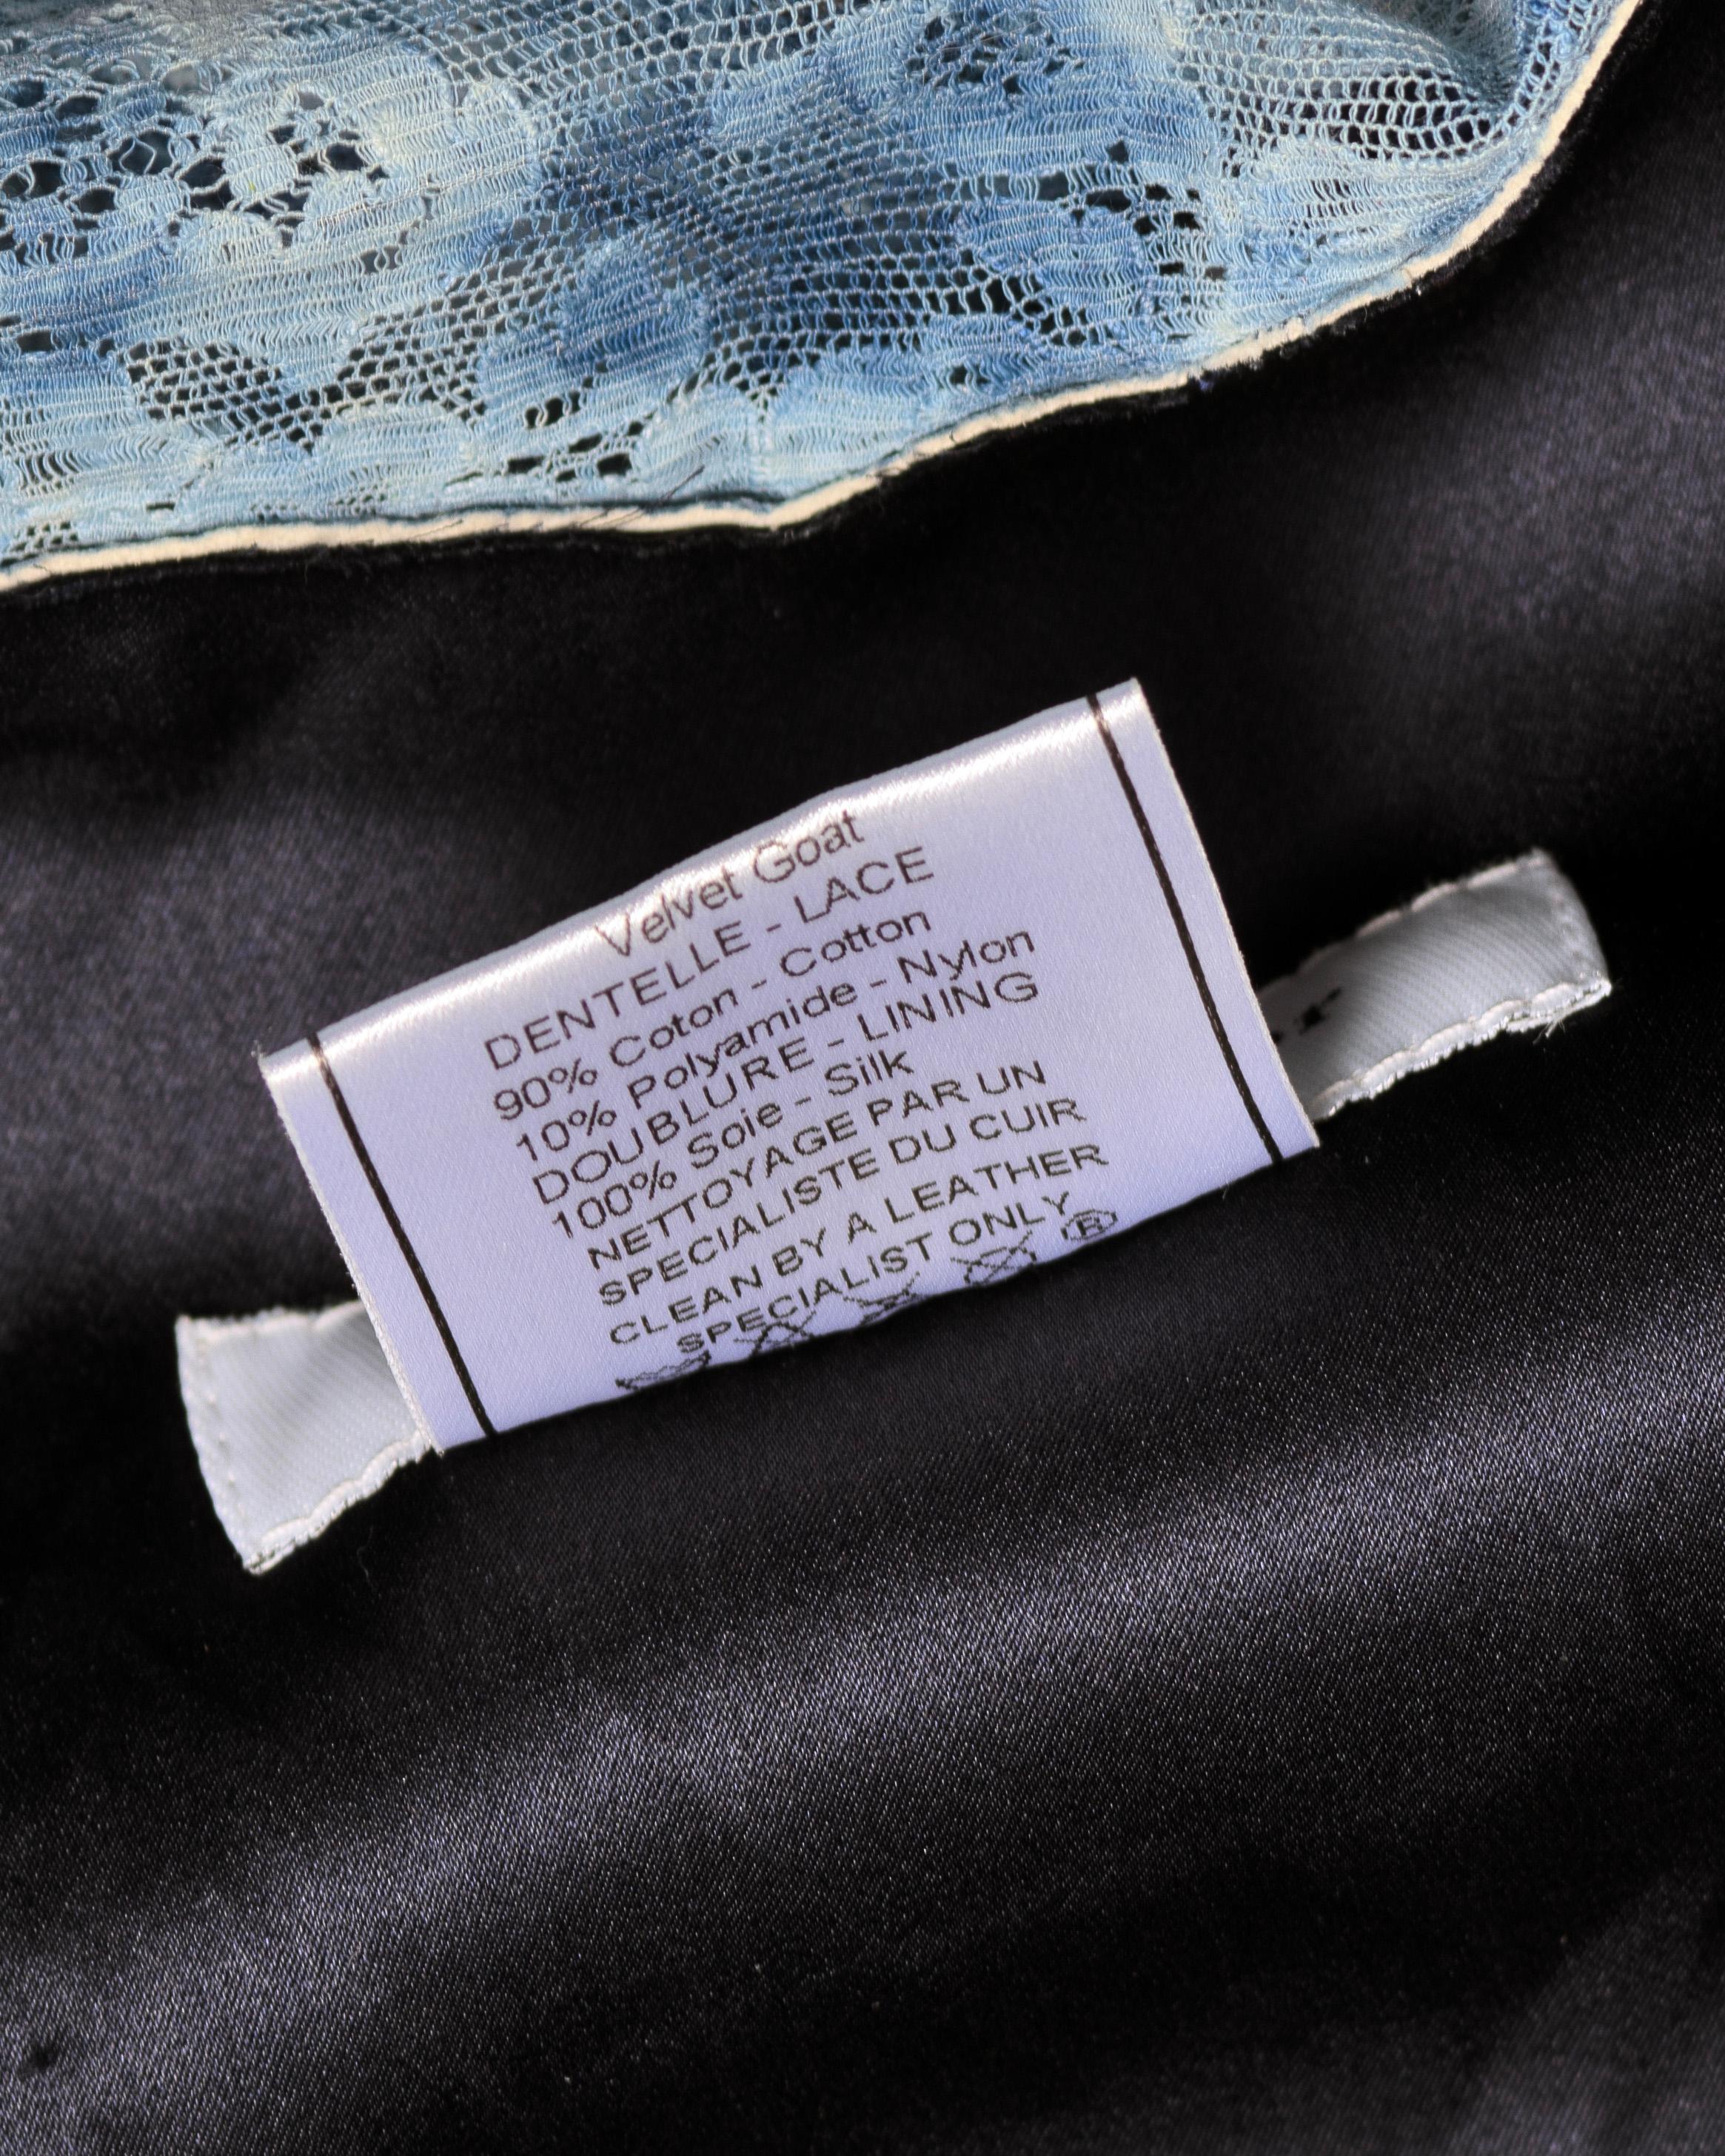 Velvet Goat
DENTELLE - LACE
90% Coton - Cotton
10% Polyamide - Nylon
DOUBLURE - LINING
100% Soie - Silk
NETTOYAGE PAR UN
SPECIALISTE DU CUIR
CLEAN BY A LEATHER
SPECIALIST ONLY